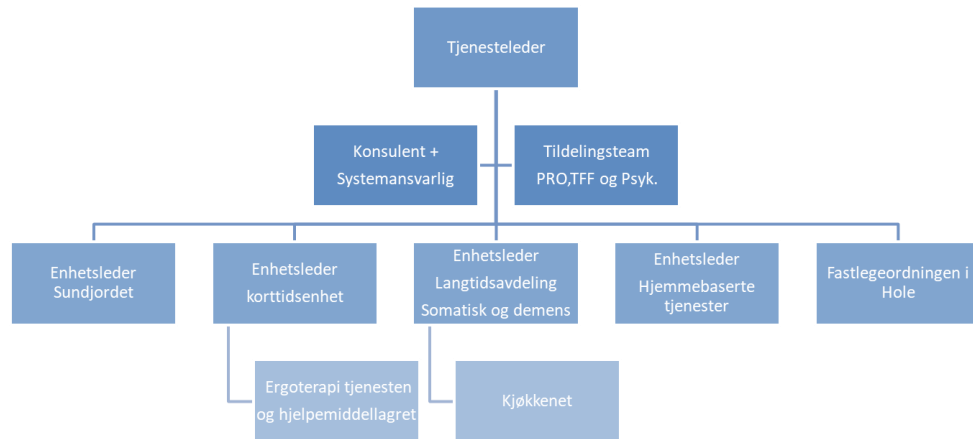 Tjenesteleder
Konsulent +
Systemansvarlig
Tildelingsteam
PRO,TFF og Psyk.
Enhetsleder
Sundjordet
Enhetsleder
korttidsenhet
Enhetsleder
Langtidsavdeling
Somatisk og demens
Enhetsleder
Hjemmebaserte
tjenester
Fastlegeordningen i
Hole
Ergoterapi tjenesten
og hjelpemiddellagret
Kjøkkenet